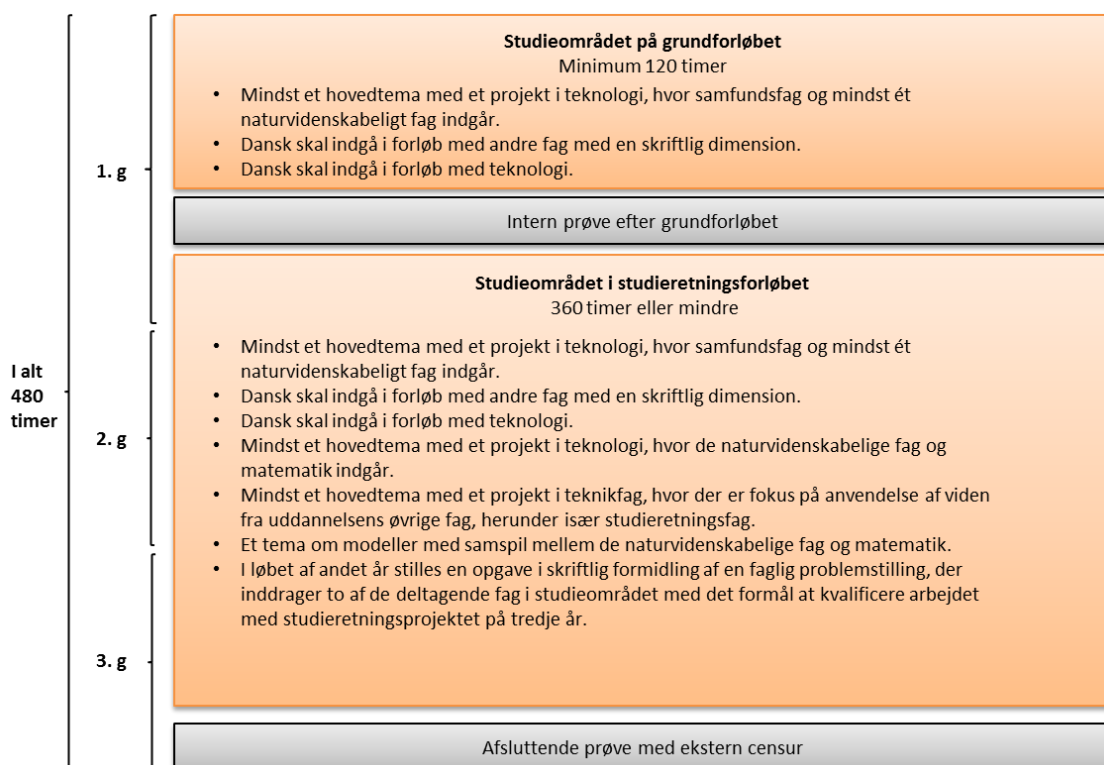 Studieområdet på grundforløbet
Minimum 120 timer
• Mindst et hovedtema med et projekt i teknologi, hvor samfundsfag og mindst ét
naturvidenskabeligt fag indgår.
• Dansk skal indgå i forløb med andre fag med en skriftlig dimension.
• Dansk skal indgå i forløb med teknologi.
1. g
Intern prøve efter grundforløbet
Studieområdet i studieretningsforløbet
360 timer eller mindre
• Mindst et hovedtema med et projekt i teknologi, hvor samfundsfag og mindst ét
naturvidenskabeligt fag indgår.
• Dansk skal indgå i forløb med andre fag med en skriftlig dimension.
• Dansk skal indgå i forløb med teknologi.
• Mindst et hovedtema med et projekt i teknologi, hvor de naturvidenskabelige fag og
matematik indgår.
• Mindst et hovedtema med et projekt i teknikfag, hvor der er fokus på anvendelse af viden
fra uddannelsens øvrige fag, herunder især studieretningsfag.
• Et tema om modeller med samspil mellem de naturvidenskabelige fag og matematik.
• I løbet af andet år stilles en opgave i skriftlig formidling af en faglig problemstilling, der
inddrager to af de deltagende fag i studieområdet med det formål at kvalificere arbejdet
med studieretningsprojektet på tredje år.
I alt
480
timer
2. g
3. g
Afsluttende prøve med ekstern censur